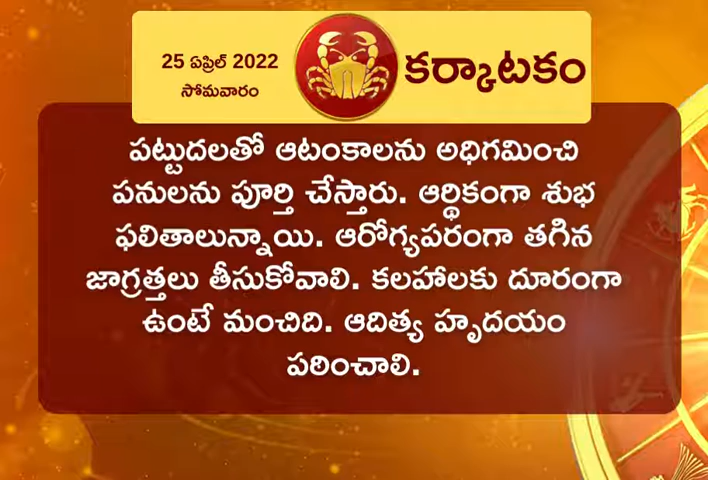 25 ఏప్రిల్ 2022
సోమవారం
కర్కాటకం
పట్టుదలతో ఆటంకాలను అధిగమించి
పనులను పూర్తి చేస్తారు. ఆర్థికంగా శుభ
ఫలితాలున్నాయి. ఆరోగ్యపరంగా తగిన
జాగ్రత్తలు తీసుకోవాలి. కలహాలకు దూరంగా
ఉంటే మంచిది. ఆదిత్య హృదయం
పఠించాలి.